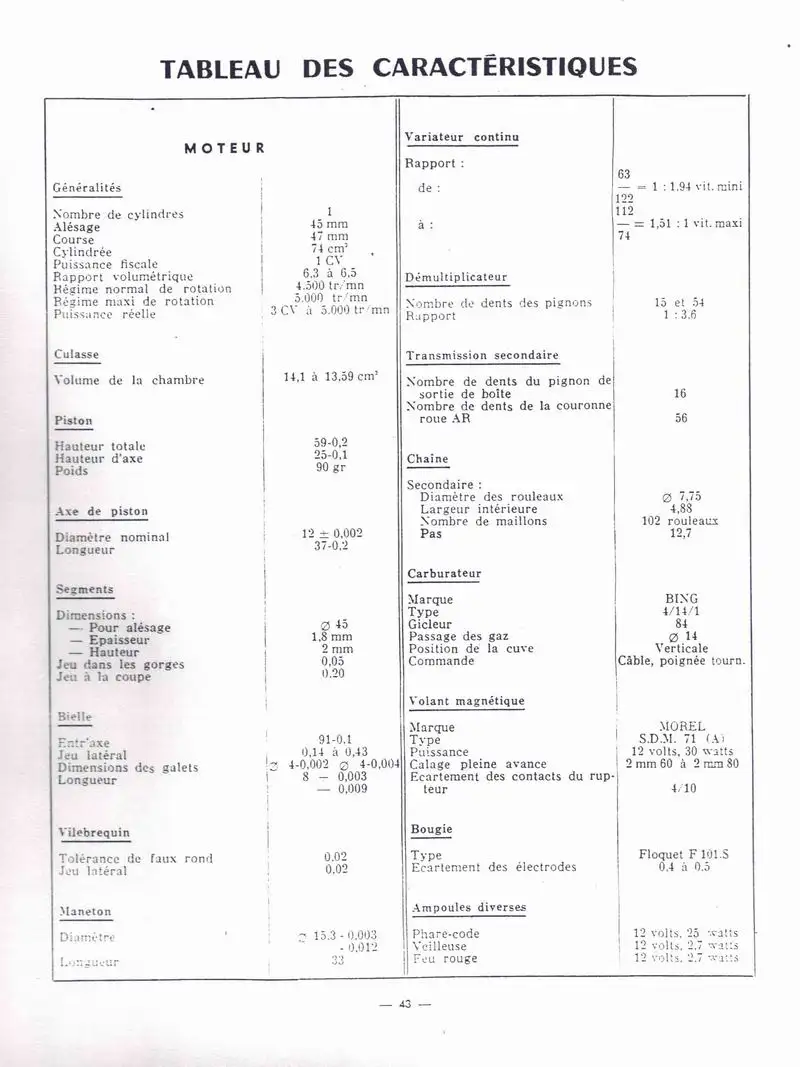 TABLEAU DES CARACTÉRISTIQUES
MOTEUR
Généralités
Nombre de cylindres 1
Alésage 45 mm
Course 47 mm
Cylindrée 74 cm³
Puissance fiscale 1 CV
Rapport volumétrique 6,3 à 6,5
Régime normal de rotation 4.500 tr/mn
Régime maxi de rotation 5.000 tr/mn
Puissance réelle 3 CV à 5.000 tr/mn
Culasse
Volume de la chambre 14,1 à 13,59 cm³
Piston
Hauteur totale 59-0,2
Hauteur d'axe 25-0,1
Poids 90 gr
Axe de piston
Diamètre nominal 12 ± 0,002
Longueur 37-0,2
Segments
Dimensions :
— Pour alésage ∅ 45
— Epaisseur 1,8 mm
— Hauteur 2 mm
Jeu dans les gorges 0,05
Jeu à la coupe 0,20
Bielle
Entr'axe 91-0,1
Jeu latéral 0,14 à 0,43
Dimensions des galets ∅ 4-0,002 ∅ 4-0,004
Longueur 8 — 0,003
— 0,009
Vilebrequin
Tolérance de faux rond 0,02
Jeu latéral 0,02
Maneton
Diamètre ∅ 15,3 - 0,003
- 0,012
Longueur 33
Variateur continu
Rapport :
63
de : — = 1 : 1.94 vit. mini
122
112
à : — = 1,51 : 1 vit. maxi
74
Démultiplicateur
Nombre de dents des pignons 15 et 54
Rapport 1 : 3.6
Transmission secondaire
Nombre de dents du pignon de
sortie de boîte 16
Nombre de dents de la couronne
roue AR 56
Chaîne
Secondaire :
Diamètre des rouleaux ∅ 7,75
Largeur intérieure 4,88
Nombre de maillons 102 rouleaux
Pas 12,7
Carburateur
Marque BING
Type 4/14/1
Gicleur 84
Passage des gaz ∅ 14
Position de la cuve Verticale
Commande Câble, poignée tourn.
Volant magnétique
Marque MOREL
Type S.D.M. 71 (A)
Puissance 12 volts, 30 watts
Calage pleine avance 2 mm 60 à 2 mm 80
Ecartement des contacts du rup-
teur 4/10
Bougie
Type Floquet F 101.S
Ecartement des électrodes 0,4 à 0,5
Ampoules diverses
Phare-code 12 volts, 25 watts
Veilleuse 12 volts, 2,7 watts
Feu rouge 12 volts, 2,7 watts
— 43 —